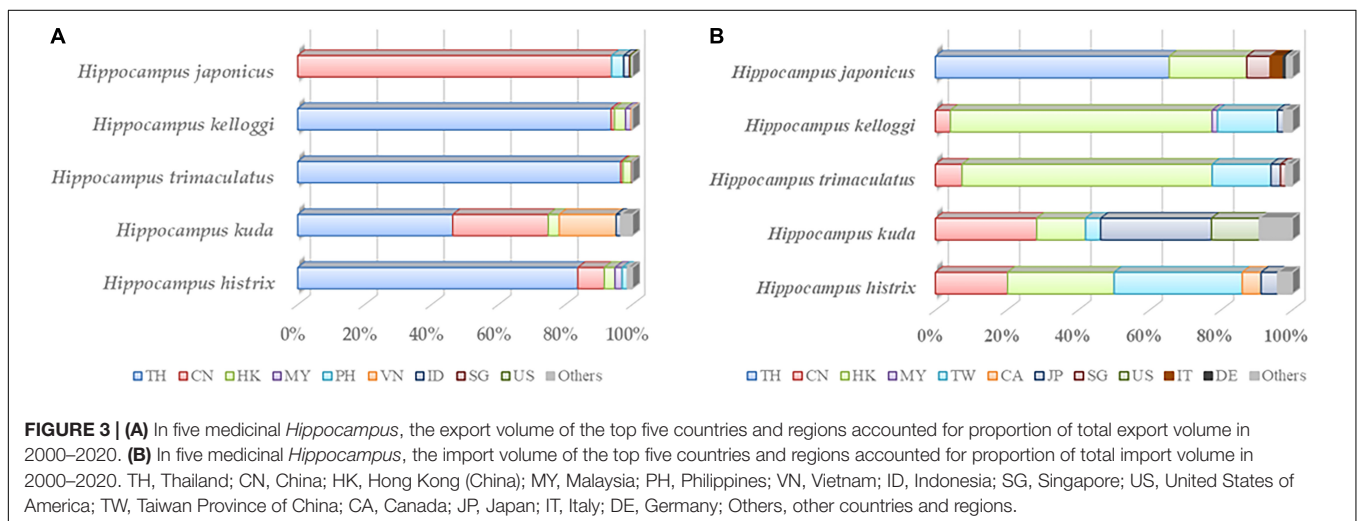 A
Hippocampus japonicus
Hippocampus kelloggi
Hippocampus trimaculatus
Hippocampus kuda
Hippocampus histrix
0% 20% 40% 60% 80% 100%
TH CN HK MY PH VN ID SG US Others
B
Hippocampus japonicus
Hippocampus kelloggi
Hippocampus trimaculatus
Hippocampus kuda
Hippocampus histrix
0% 20% 40% 60% 80% 100%
TH CN HK MY TW CA JP SG US IT DE Others
FIGURE 3 | (A) In five medicinal Hippocampus, the export volume of the top five countries and regions accounted for proportion of total export volume in
2000–2020. (B) In five medicinal Hippocampus, the import volume of the top five countries and regions accounted for proportion of total import volume in
2000–2020. TH, Thailand; CN, China; HK, Hong Kong (China); MY, Malaysia; PH, Philippines; VN, Vietnam; ID, Indonesia; SG, Singapore; US, United States of
America; TW, Taiwan Province of China; CA, Canada; JP, Japan; IT, Italy; DE, Germany; Others, other countries and regions.